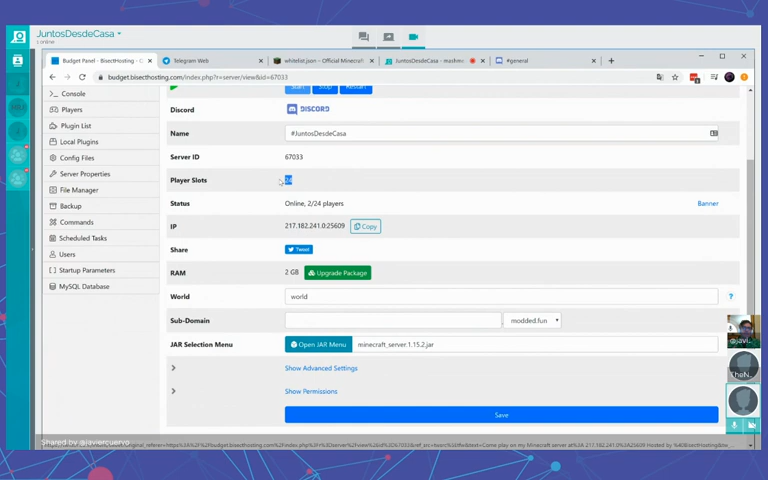 JuntosDesdeCasa
Budget Panel - BisectHosting - C
Telegram Web
whitelist.json – Official Minecraf
JuntosDesdeCasa - mashm
#general
budget.bisecthosting.com/index.php?r=server/view&id=67033
Console
Players
Plugin List
Local Plugins
Config Files
Server Properties
File Manager
Backup
Commands
Scheduled Tasks
Users
Startup Parameters
MySQL Database
Start
Stop
Restart
Discord
DISCORD
Name
#JuntosDesdeCasa
Server ID
67033
Player Slots
24
Status
Online, 2/24 players
Banner
IP
217.182.241.0:25609
Copy
Share
Tweet
RAM
2 GB
Upgrade Package
World
world
?
Sub-Domain
modded.fun
JAR Selection Menu
Open JAR Menu
minecraft_server.1.15.2.jar
Show Advanced Settings
Show Permissions
Save
@javi...
TheN...
Shared by @javiercuervo